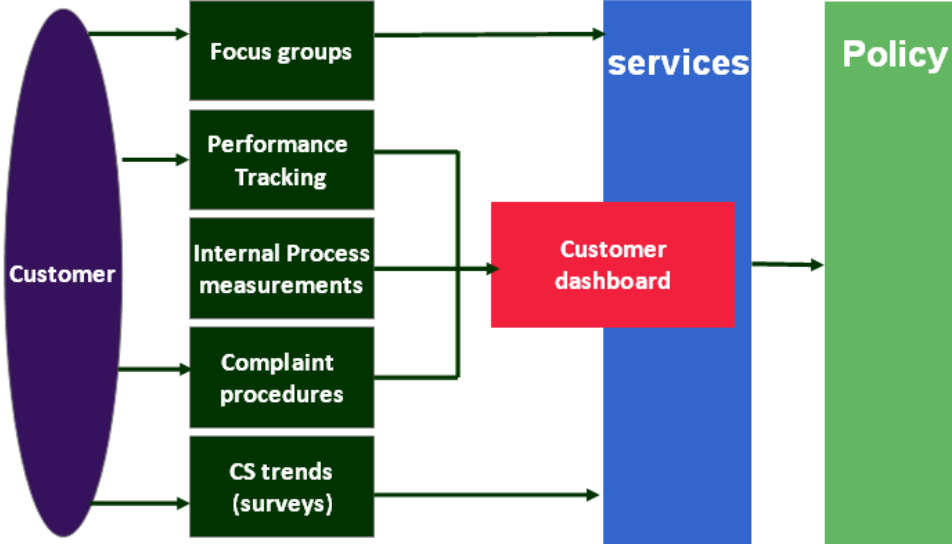 Customer
Focus groups
Performance
Tracking
Internal Process
measurements
Complaint
procedures
CS trends
(surveys)
services
Customer
dashboard
Policy